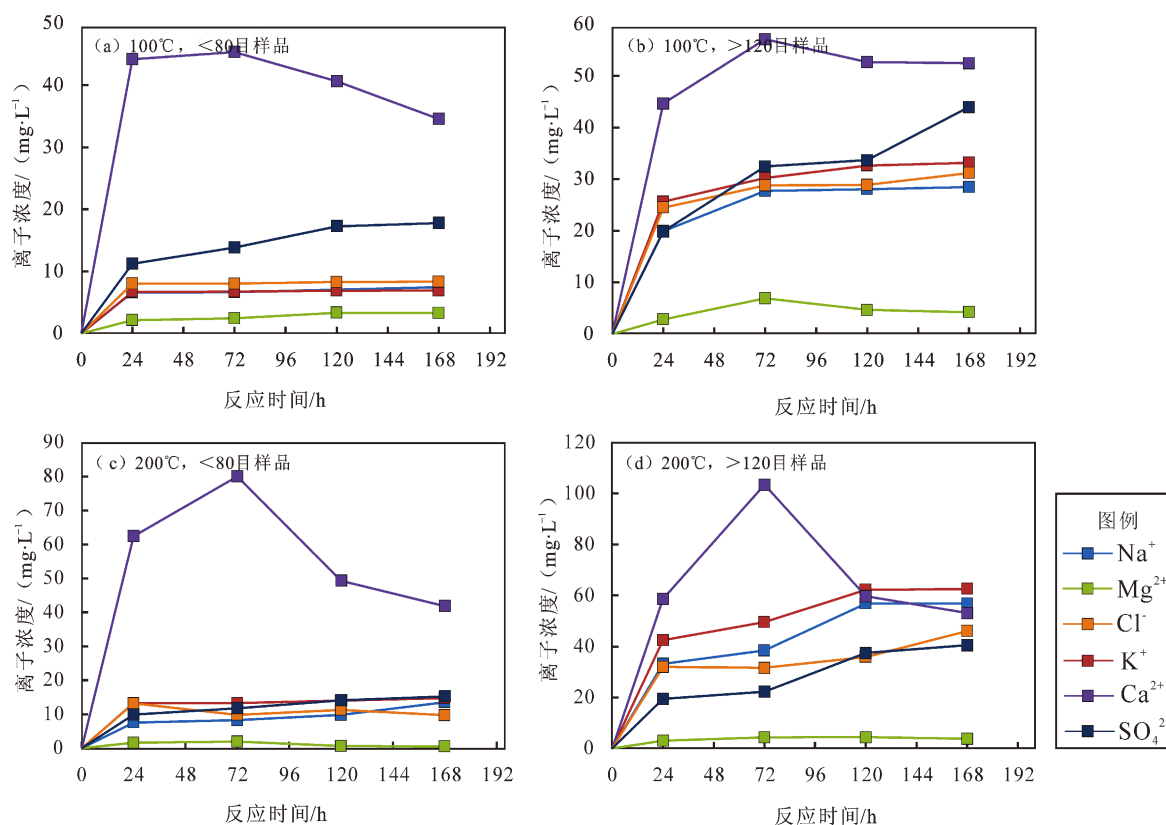 (a) 100℃, <80目样品
50
40
30
20
10
0
离子浓度/ (mg·L⁻¹)
0 24 48 72 96 120 144 168 192
反应时间/h
(b) 100℃, >120目样品
60
50
40
30
20
10
0
离子浓度/ (mg·L⁻¹)
0 24 48 72 96 120 144 168 192
反应时间/h
(c) 200℃, <80目样品
90
80
70
60
50
40
30
20
10
0
离子浓度/ (mg·L⁻¹)
0 24 48 72 96 120 144 168 192
反应时间/h
(d) 200℃, >120目样品
120
100
80
60
40
20
0
离子浓度/ (mg·L⁻¹)
0 24 48 72 96 120 144 168 192
反应时间/h
图例
Na⁺
Mg²⁺
Cl⁻
K⁺
Ca²⁺
SO₄²